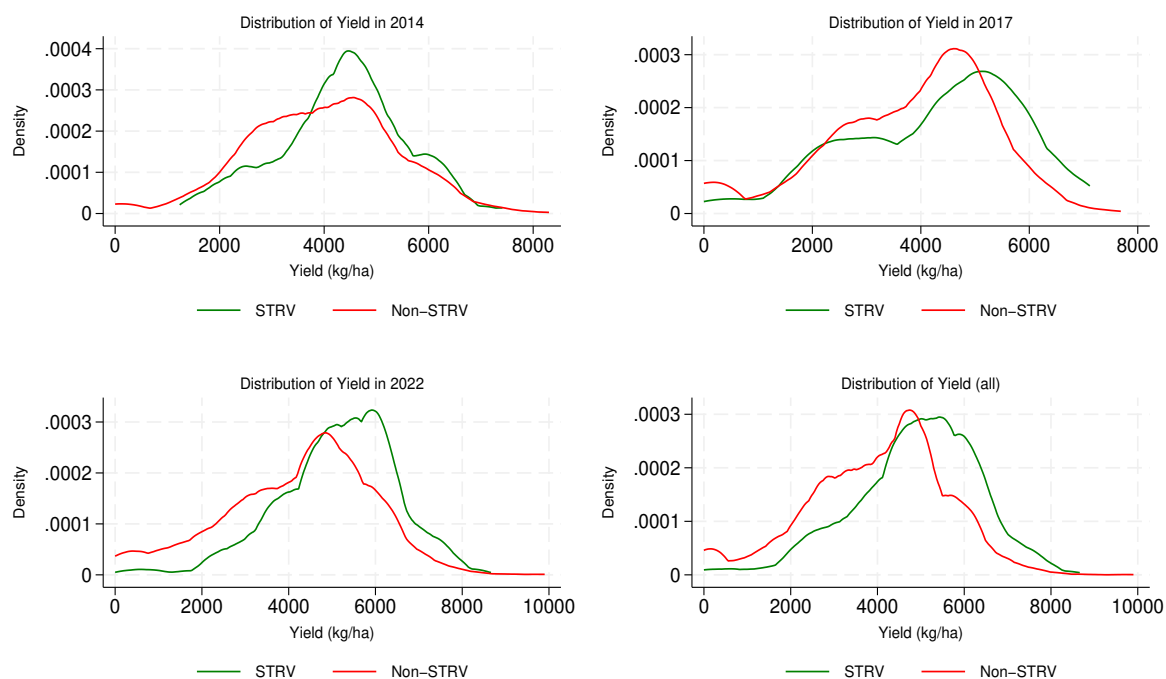 Distribution of Yield in 2014
.0004
.0003
.0002
.0001
0
Density
0 2000 4000 6000 8000
Yield (kg/ha)
STRV Non−STRV
Distribution of Yield in 2017
.0003
.0002
.0001
0
Density
0 2000 4000 6000 8000
Yield (kg/ha)
STRV Non−STRV
Distribution of Yield in 2022
.0003
.0002
.0001
0
Density
0 2000 4000 6000 8000 10000
Yield (kg/ha)
STRV Non−STRV
Distribution of Yield (all)
.0003
.0002
.0001
0
Density
0 2000 4000 6000 8000 10000
Yield (kg/ha)
STRV Non−STRV